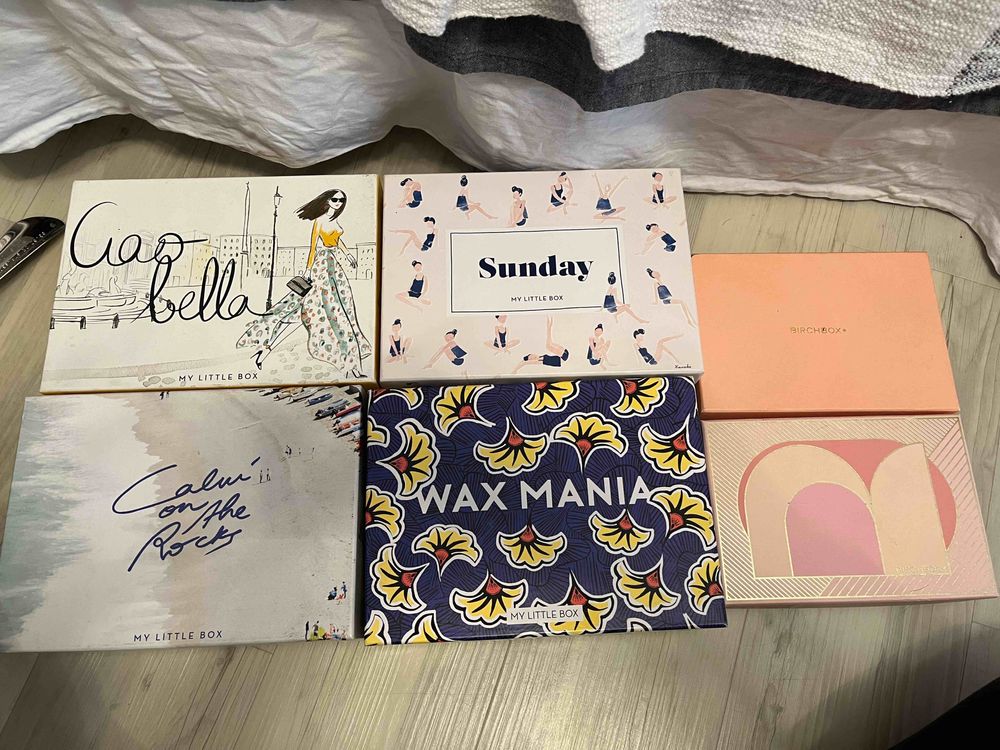 Ciao
bella
MY LITTLE BOX
Sunday
MY LITTLE BOX
BIRCHBOX+
Calm'
on the
Rocks
MY LITTLE BOX
WAX MANIA
MY LITTLE BOX